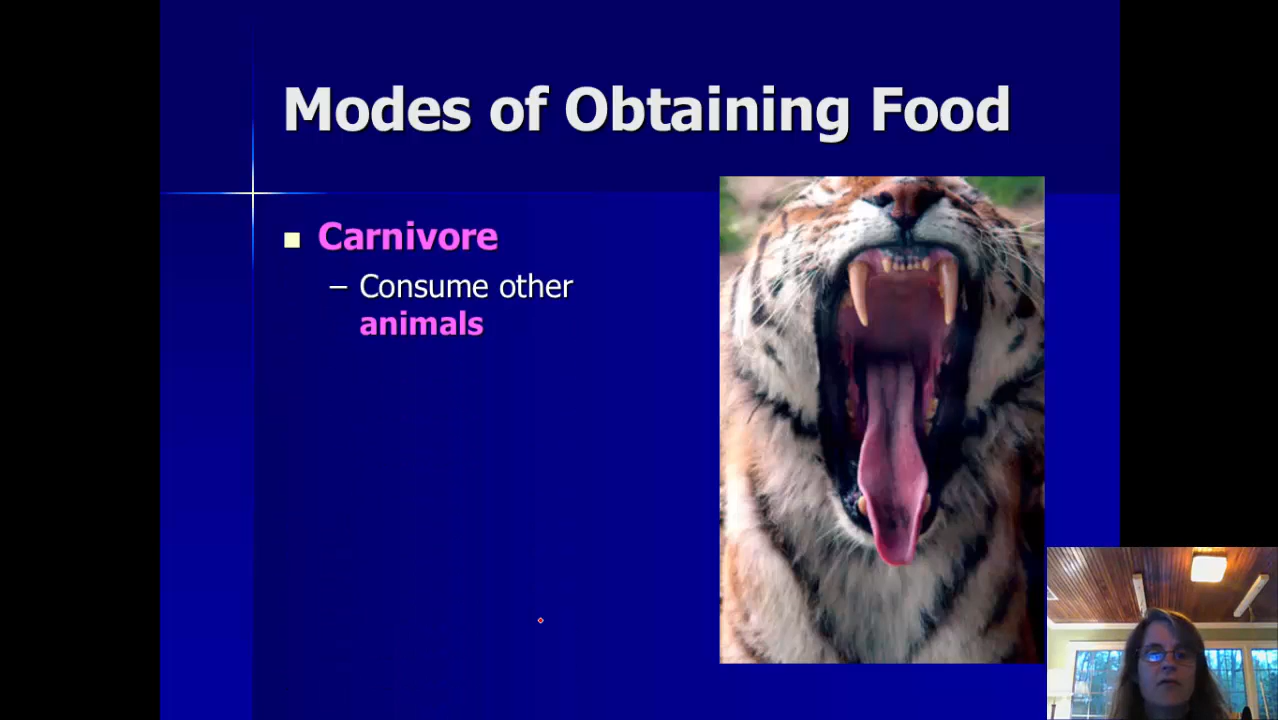 Modes of Obtaining Food
Carnivore
– Consume other
animals